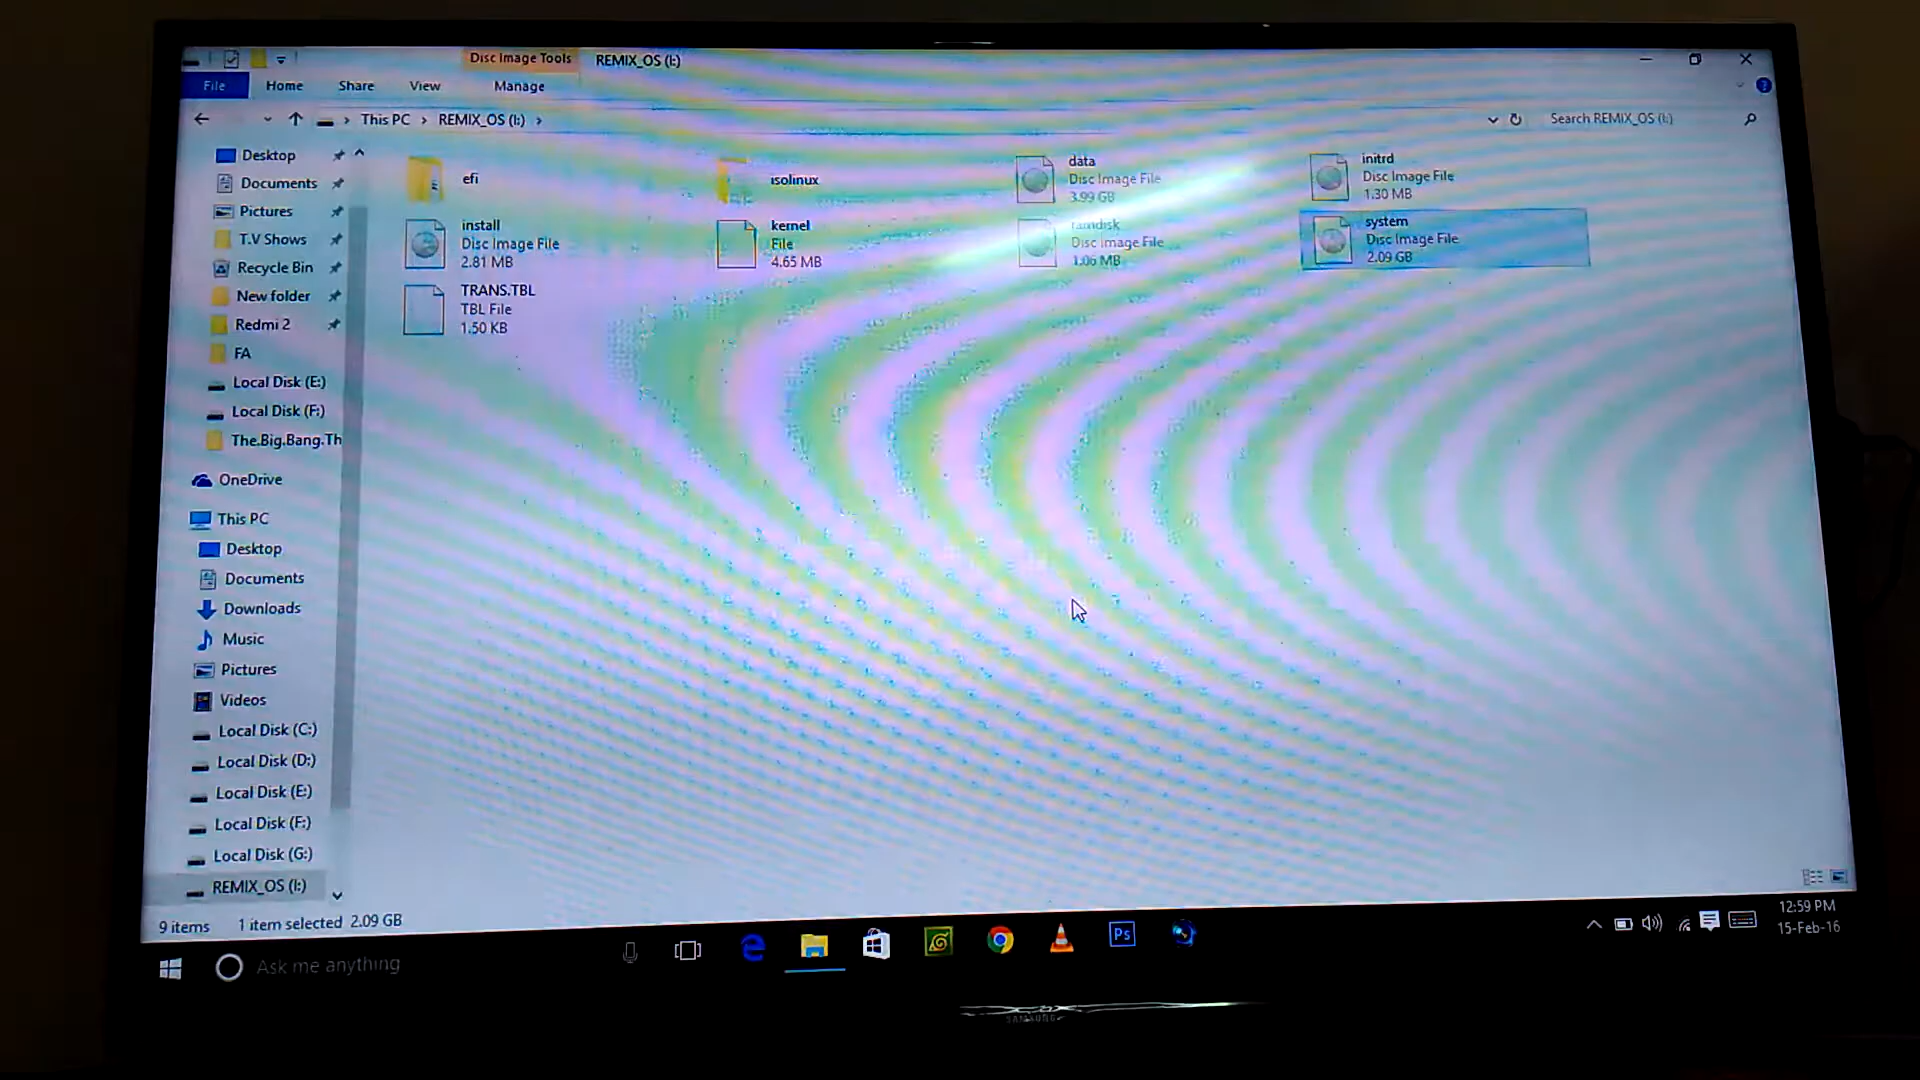 Disc Image Tools
REMIX_OS (I:)
File
Home
Share
View
Manage
This PC
REMIX_OS (I:)
Search REMIX_OS (I:)
Desktop
Documents
Pictures
T.V Shows
Recycle Bin
New folder
Redmi 2
FA
Local Disk (E:)
Local Disk (F:)
The.Big.Bang.Th
OneDrive
This PC
Desktop
Documents
Downloads
Music
Pictures
Videos
Local Disk (C:)
Local Disk (D:)
Local Disk (E:)
Local Disk (F:)
Local Disk (G:)
REMIX_OS (I:)
efi
isolinux
data
Disc Image File
3.99 GB
initrd
Disc Image File
1.30 MB
install
Disc Image File
2.81 MB
kernel
File
4.65 MB
ramdisk
Disc Image File
1.06 MB
system
Disc Image File
2.09 GB
TRANS.TBL
TBL File
1.50 KB
9 items
1 item selected 2.09 GB
Ask me anything
Ps
12:59 PM
15-Feb-16
SAMSUNG